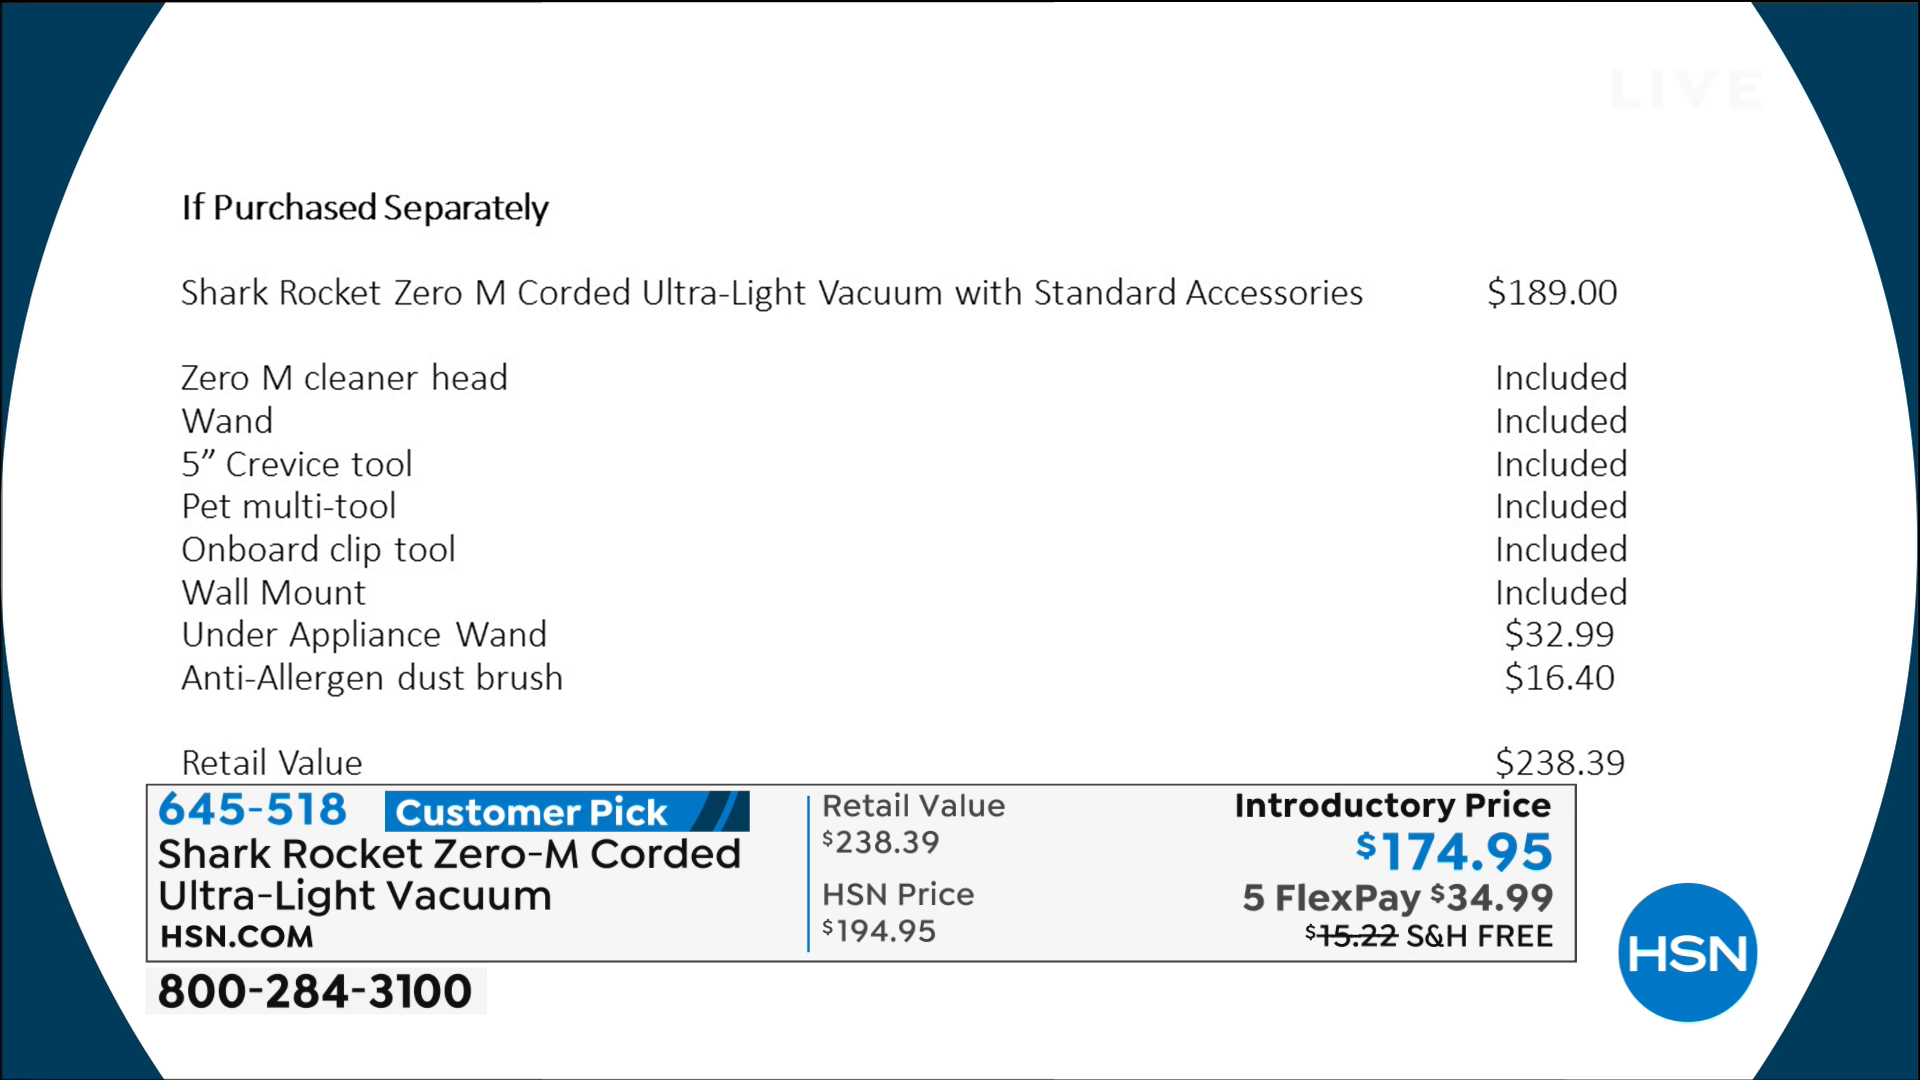 LIVE
If Purchased Separately
Shark Rocket Zero M Corded Ultra-Light Vacuum with Standard Accessories $189.00
Zero M cleaner head Included
Wand Included
5” Crevice tool Included
Pet multi-tool Included
Onboard clip tool Included
Wall Mount Included
Under Appliance Wand $32.99
Anti-Allergen dust brush $16.40
Retail Value $238.39
645-518 Customer Pick
Shark Rocket Zero-M Corded
Ultra-Light Vacuum
HSN.COM
Retail Value
$238.39
HSN Price
$194.95
Introductory Price
$174.95
5 FlexPay $34.99
$15.22 S&H FREE
800-284-3100
HSN